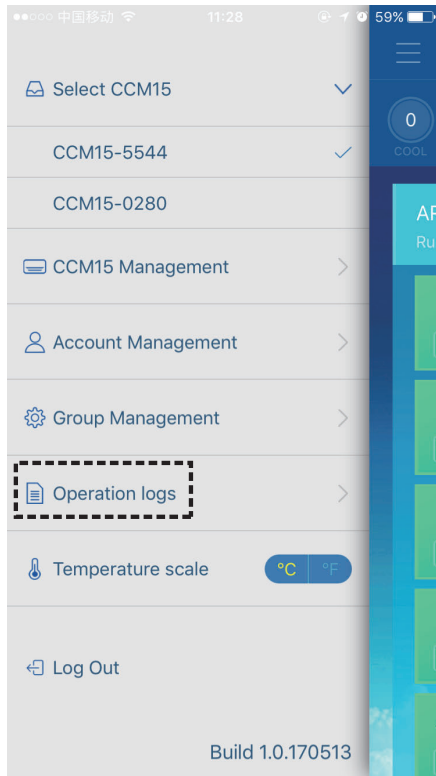 中国移动 11:28 59%
Select CCM15
CCM15-5544
CCM15-0280
CCM15 Management
Account Management
Group Management
Operation logs
Temperature scale °C °F
Log Out
Build 1.0.170513
0
COOL
Ru